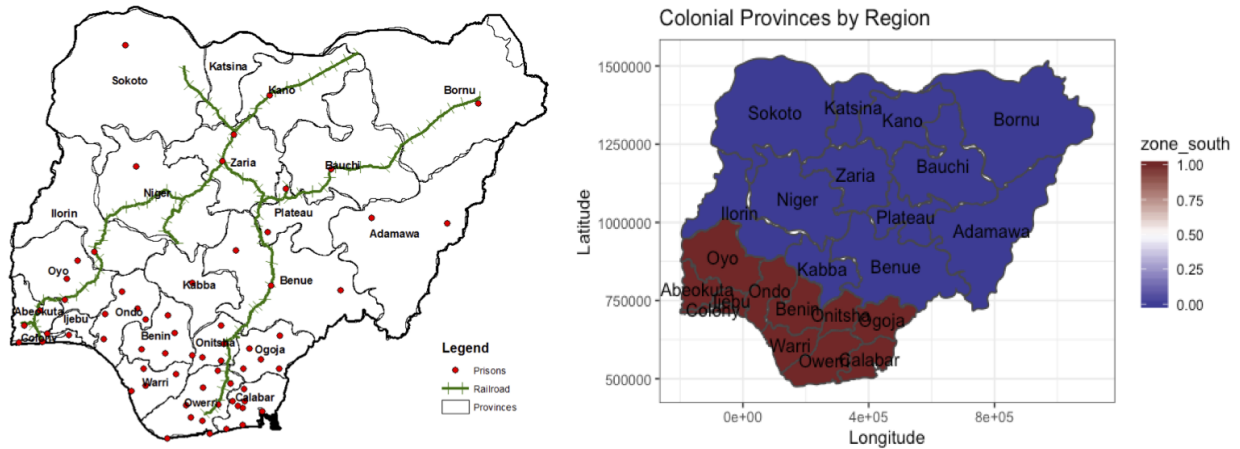 Sokoto
Katsina
Kano
Bornu
Zaria
Bauchi
Niger
Ilorin
Plateau
Adamawa
Oyo
Kabba
Benue
Abeokuta
Ijebu
Ondo
Colony
Benin
Onitsha
Ogoja
Warri
Owerri
Calabar
Legend
Prisons
Railroad
Provinces
Colonial Provinces by Region
1500000
1250000
1000000
750000
500000
Latitude
Sokoto
Katsina
Kano
Bornu
Bauchi
Zaria
Niger
Ilorin
Plateau
Adamawa
Oyo
Kabba
Benue
Abeokuta
Ijebu
Ondo
Colony
Benin
Onitsha
Ogoja
Warri
Owerri
Calabar
0e+00
4e+05
8e+05
Longitude
zone_south
1.00
0.75
0.50
0.25
0.00